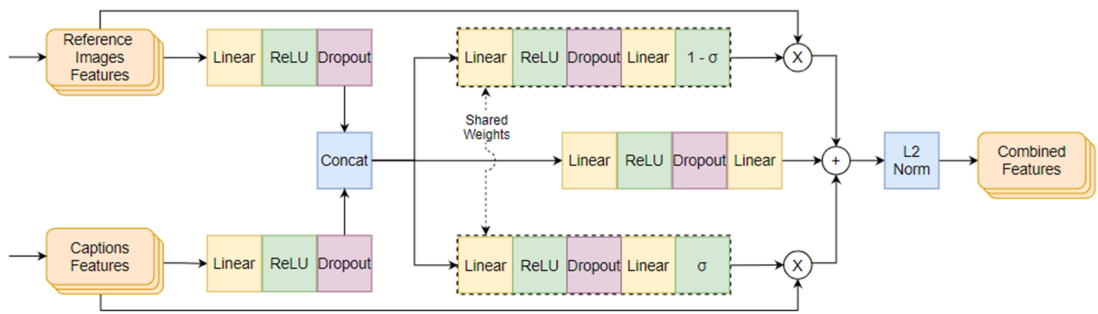 Reference
Images
Features
Linear ReLU Dropout
Linear ReLU Dropout Linear 1 - σ
X
Shared
Weights
Concat
Linear ReLU Dropout Linear
+
L2
Norm
Combined
Features
Captions
Features
Linear ReLU Dropout
Linear ReLU Dropout Linear σ
X